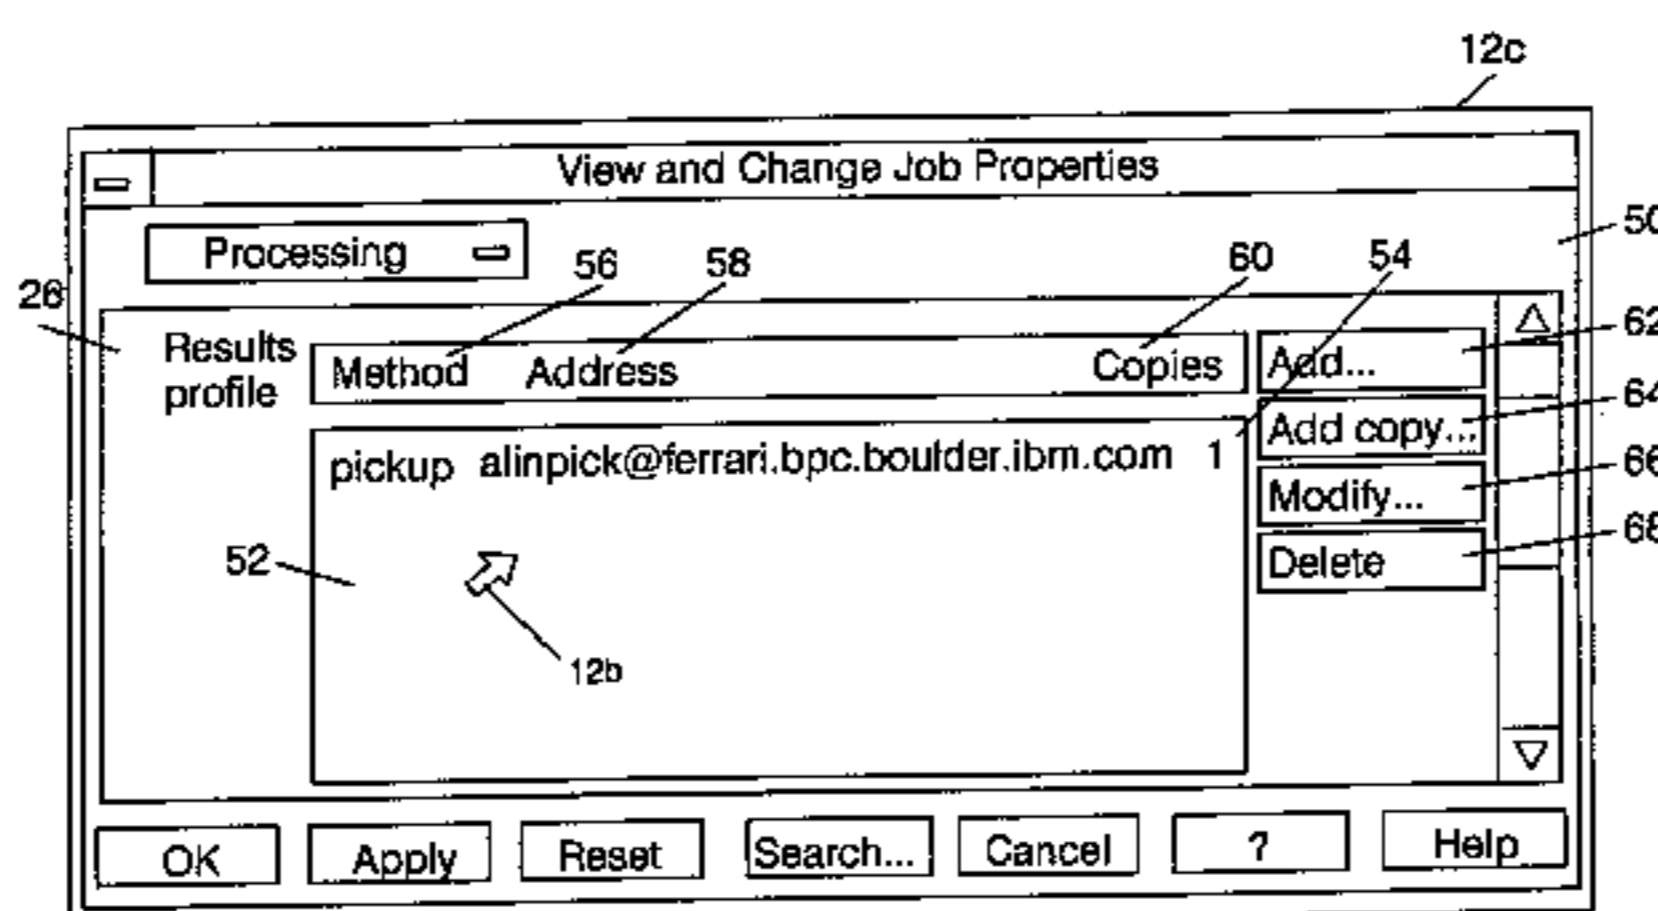 12c
View and Change Job Properties
Processing
50
26
56
58
60
54
Results
profile
Method Address Copies
Add...
62
Add copy...
64
pickup alinpick@ferrari.bpc.boulder.ibm.com 1
Modify...
66
52
Delete
68
12b
OK Apply Reset Search... Cancel ? Help